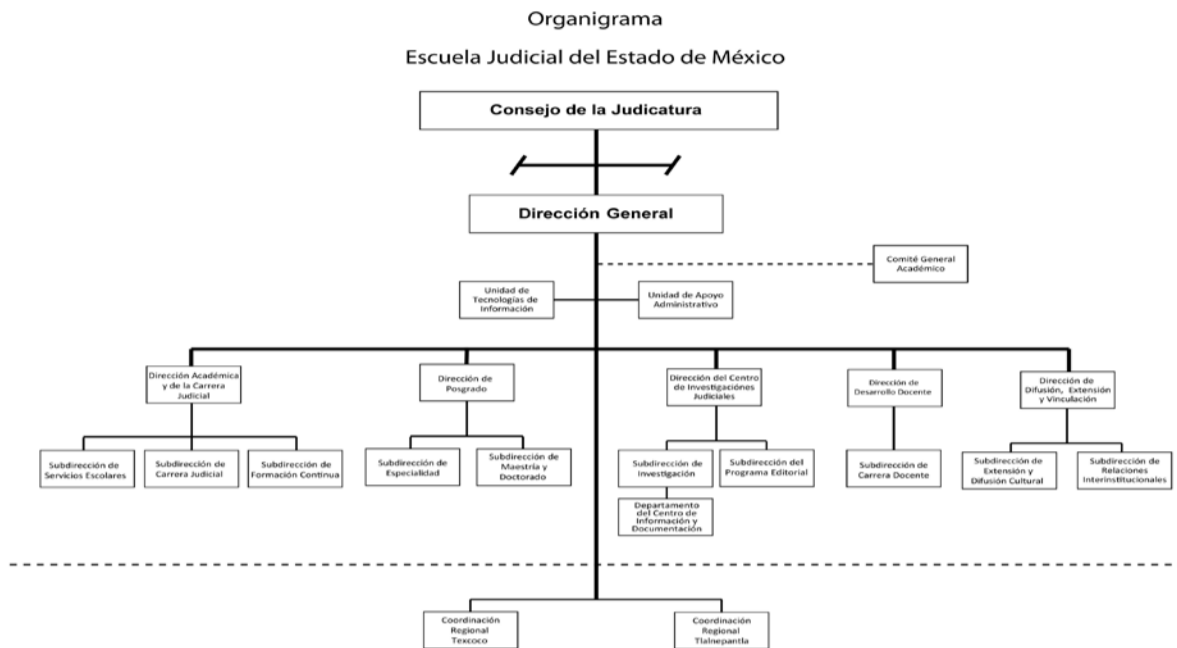 Organigrama
Escuela Judicial del Estado de México
Consejo de la Judicatura
Dirección General
Comité General
Académico
Unidad de
Tecnologías de
Información
Unidad de Apoyo
Administrativo
Dirección Académica
y de la Carrera
Judicial
Dirección de
Posgrado
Dirección del Centro
de Investigaciónes
Judiciales
Dirección de
Desarrollo Docente
Dirección de
Difusión, Extensión
y Vinculación
Subdirección de
Servicios Escolares
Subdirección de
Carrera Judicial
Subdirección de
Formación Continua
Subdirección de
Especialidad
Subdirección de
Maestría y
Doctorado
Subdirección de
Investigación
Subdirección del
Programa Editorial
Subdirección de
Carrera Docente
Subdirección de
Extensión y
Difusión Cultural
Subdirección de
Relaciones
Interinstitucionales
Departamento
del Centro de
Información y
Documentación
Coordinación
Regional
Texcoco
Coordinación
Regional
Tlalnepantla